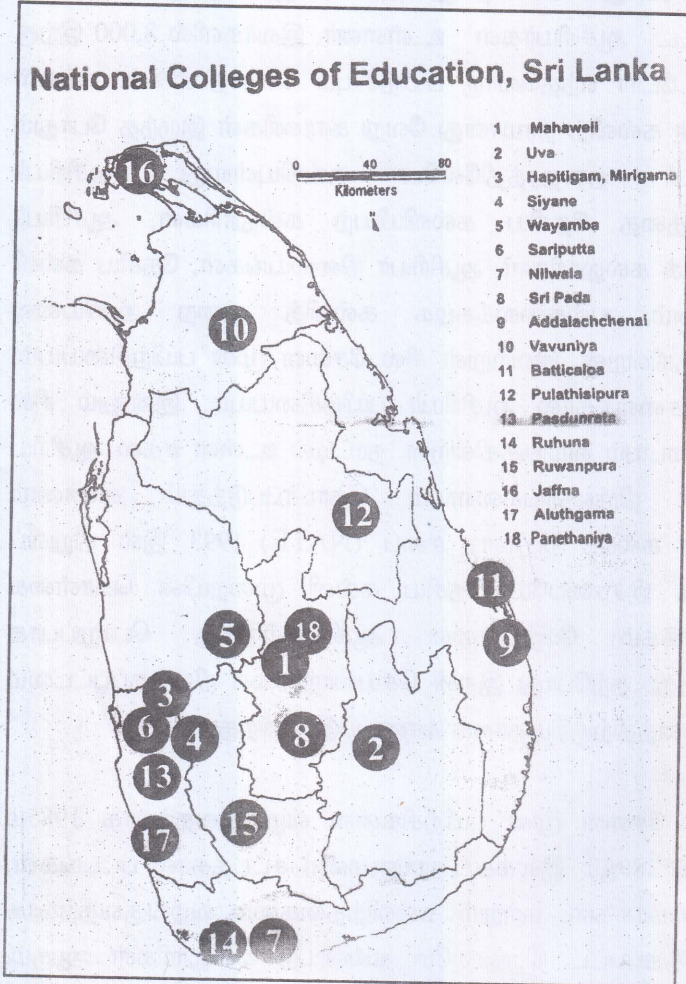 National Colleges of Education, Sri Lanka
0 40 80
Kilometers
N
1 Mahaweli
2 Uva
3 Hapitigam, Mirigama
4 Siyane
5 Wayamba
6 Sariputta
7 Nilwala
8 Sri Pada
9 Addalachchenai
10 Vavuniya
11 Batticaloa
12 Pulathisipura
13 Pasdunrata
14 Ruhuna
15 Ruwanpura
16 Jaffna
17 Aluthgama
18 Panethaniya
16
10
12
11
5
18
9
1
3
6
4
8
2
13
15
17
14
7